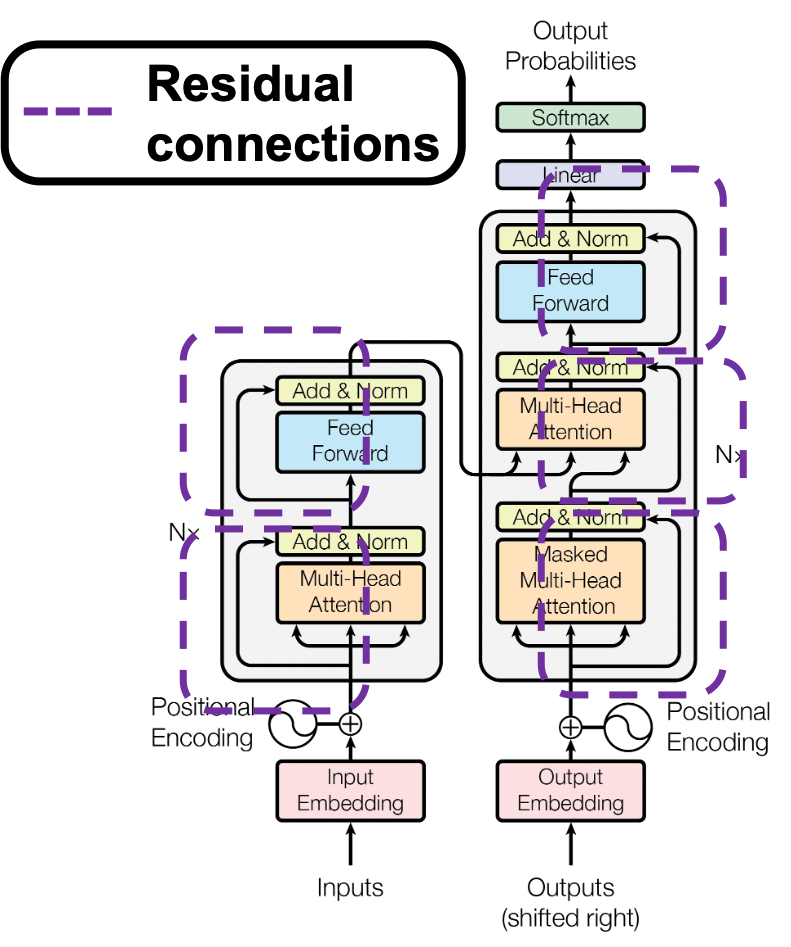 Residual
connections
Output
Probabilities
Softmax
Linear
Add & Norm
Feed
Forward
Add & Norm
Multi-Head
Attention
Nx
Add & Norm
Masked
Multi-Head
Attention
Add & Norm
Feed
Forward
Nx
Add & Norm
Multi-Head
Attention
Positional
Encoding
Positional
Encoding
Input
Embedding
Output
Embedding
Inputs
Outputs
(shifted right)